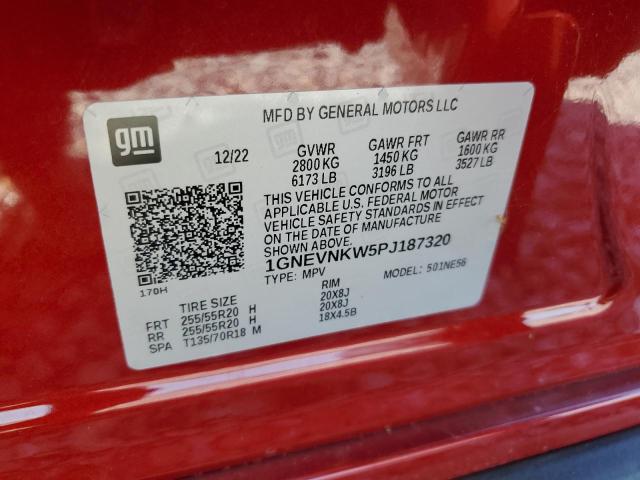 MFD BY GENERAL MOTORS LLC
gm
12/22 GVWR GAWR FRT GAWR RR
2800 KG 1450 KG 1600 KG
6173 LB 3196 LB 3527 LB
THIS VEHICLE CONFORMS TO ALL
APPLICABLE U.S. FEDERAL MOTOR
VEHICLE SAFETY STANDARDS IN EFFECT
ON THE DATE OF MANUFACTURE
SHOWN ABOVE.
1GNEVNKW5PJ187320
TYPE: MPV MODEL: 501NE56
170H
TIRE SIZE RIM
FRT 255/55R20 H 20X8J
RR 255/55R20 H 20X8J
SPA T135/70R18 M 18X4.5B